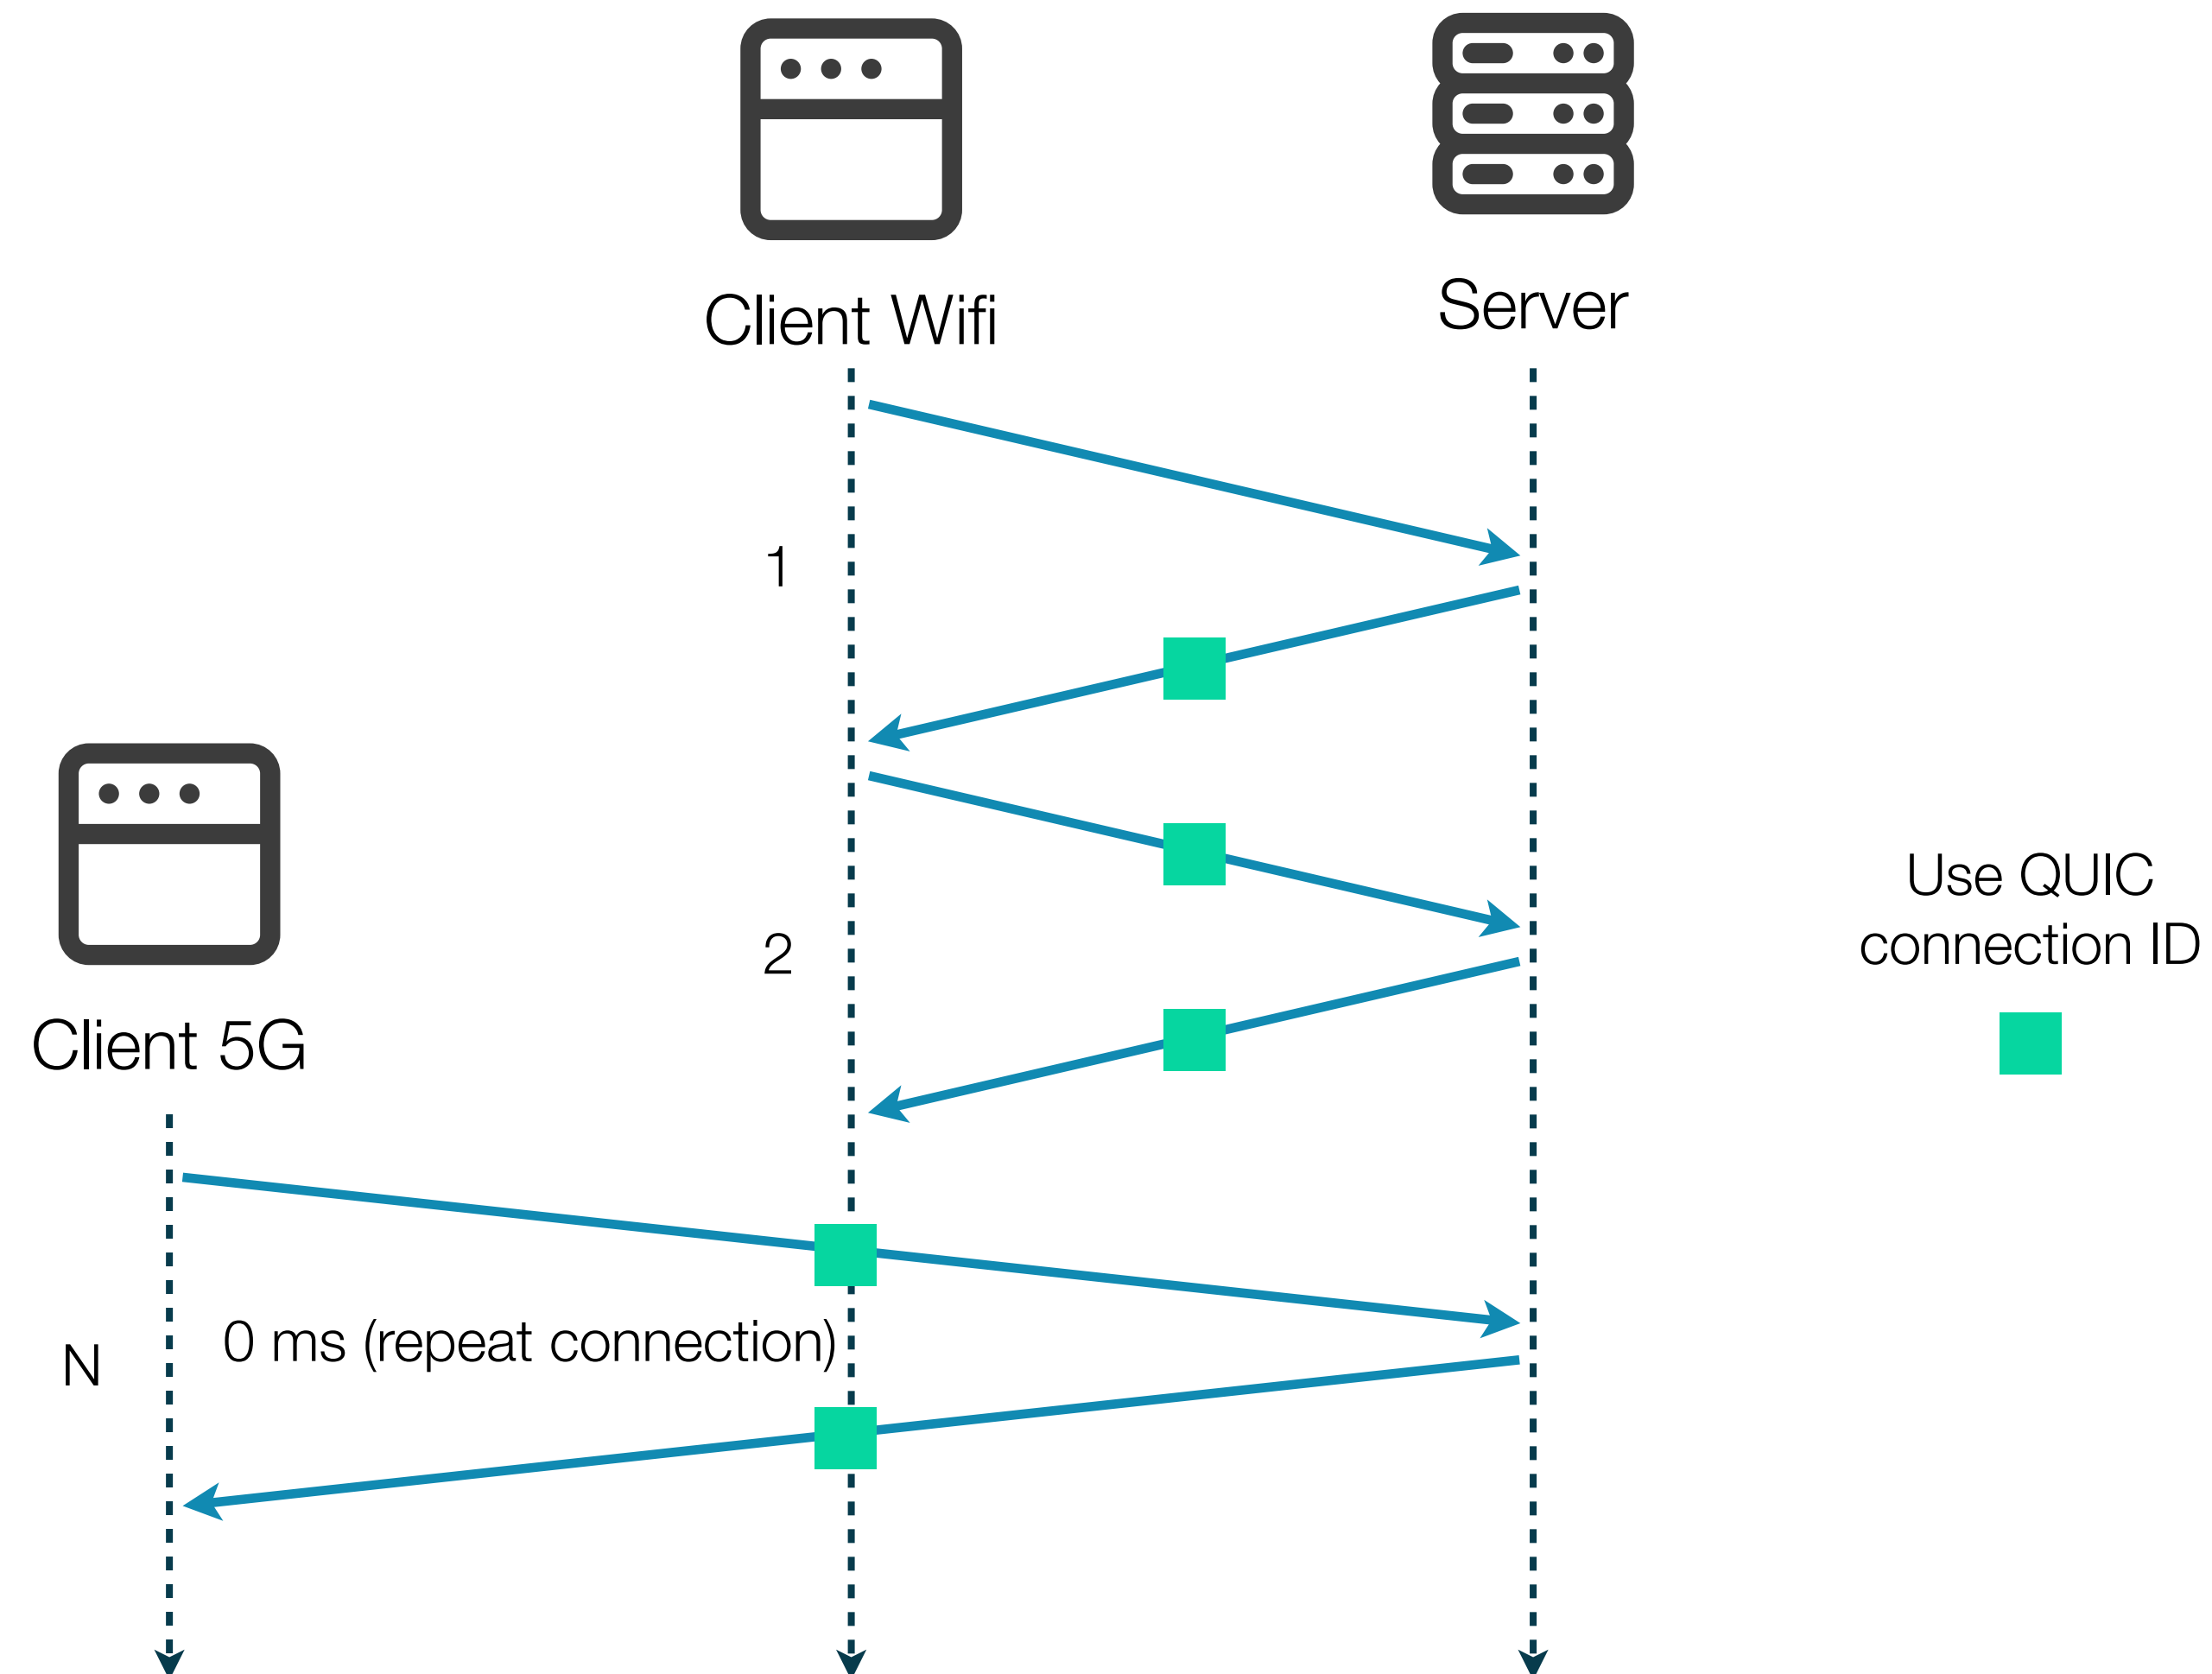 Client Wifi
Server
1
Use QUIC
connection ID
2
Client 5G
0 ms (repeat connection)
N